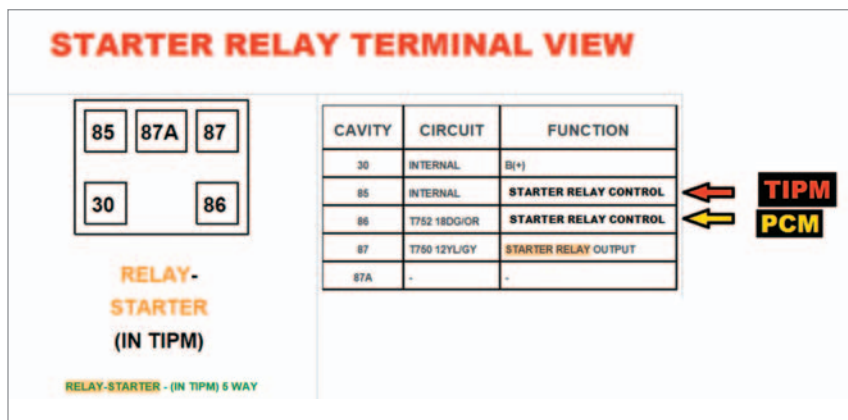 STARTER RELAY TERMINAL VIEW
85 87A 87
30 86
RELAY-
STARTER
(IN TIPM)
RELAY-STARTER - (IN TIPM) 5 WAY
CAVITY CIRCUIT FUNCTION
30 INTERNAL B(+)
85 INTERNAL STARTER RELAY CONTROL
86 T752 18DG/OR STARTER RELAY CONTROL
87 T750 12YL/GY STARTER RELAY OUTPUT
87A - -
TIPM
PCM